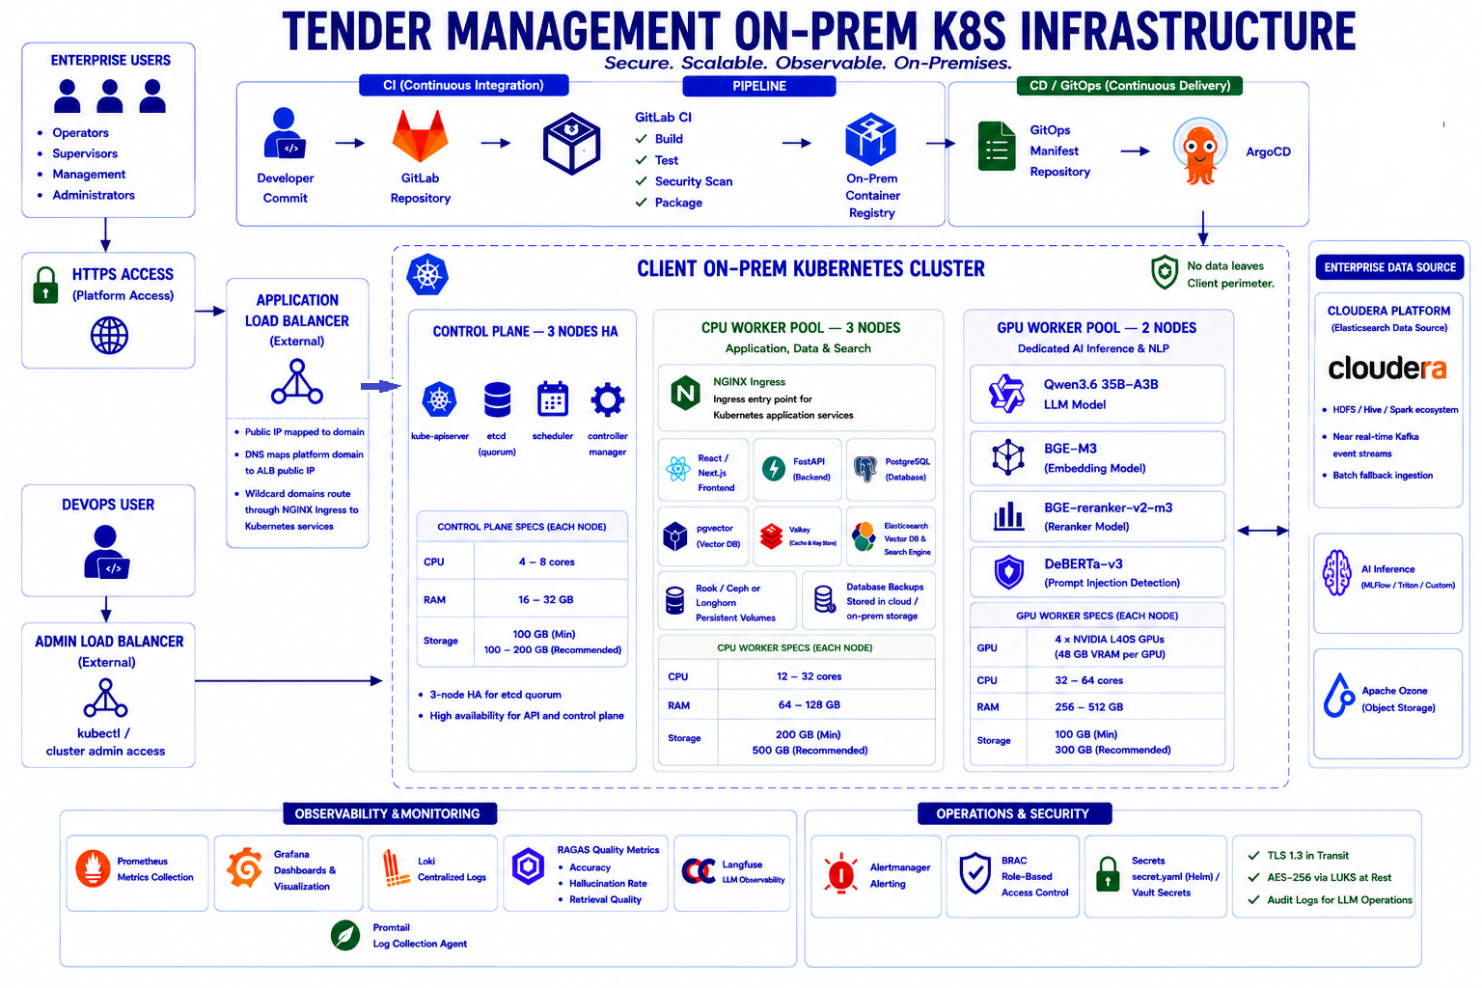 TENDER MANAGEMENT ON-PREM K8S INFRASTRUCTURE
Secure. Scalable. Observable. On-Premises.
ENTERPRISE USERS
• Operators
• Supervisors
• Management
• Administrators
CI (Continuous Integration)
PIPELINE
CD / GitOps (Continuous Delivery)
Developer
Commit
GitLab
Repository
GitLab CI
✓ Build
✓ Test
✓ Security Scan
✓ Package
On-Prem
Container
Registry
GitOps
Manifest
Repository
ArgoCD
HTTPS ACCESS
(Platform Access)
APPLICATION
LOAD BALANCER
(External)
• Public IP mapped to domain
• DNS maps platform domain
to ALB public IP
• Wildcard domains route
through NGINX Ingress to
Kubernetes services
DEVOPS USER
ADMIN LOAD BALANCER
(External)
kubectl /
cluster admin access
CLIENT ON-PREM KUBERNETES CLUSTER
No data leaves
Client perimeter.
CONTROL PLANE — 3 NODES HA
kube-apiserver
etcd
(quorum)
scheduler
controller
manager
CONTROL PLANE SPECS (EACH NODE)
CPU 4 – 8 cores
RAM 16 – 32 GB
Storage 100 GB (Min)
100 – 200 GB (Recommended)
• 3-node HA for etcd quorum
• High availability for API and control plane
CPU WORKER POOL — 3 NODES
Application, Data & Search
NGINX Ingress
Ingress entry point for
Kubernetes application services
React /
Next.js
Frontend
FastAPI
(Backend)
PostgreSQL
(Database)
pgvector
(Vector DB)
Valkey
(Cache & Key Store)
Elasticsearch
Vector DB &
Search Engine
Rook / Ceph or
Longhorn
Persistent Volumes
Database Backups
Stored in cloud /
on-prem storage
CPU WORKER SPECS (EACH NODE)
CPU 12 – 32 cores
RAM 64 – 128 GB
Storage 200 GB (Min)
500 GB (Recommended)
GPU WORKER POOL — 2 NODES
Dedicated AI Inference & NLP
Qwen3.6 35B-A3B
LLM Model
BGE-M3
(Embedding Model)
BGE-reranker-v2-m3
(Reranker Model)
DeBERTa-v3
(Prompt Injection Detection)
GPU WORKER SPECS (EACH NODE)
GPU 4 x NVIDIA L40S GPUs
(48 GB VRAM per GPU)
CPU 32 – 64 cores
RAM 256 – 512 GB
Storage 100 GB (Min)
300 GB (Recommended)
ENTERPRISE DATA SOURCE
CLOUDERA PLATFORM
(Elasticsearch Data Source)
cloudera
• HDFS / Hive / Spark ecosystem
• Near real-time Kafka
event streams
• Batch fallback ingestion
AI Inference
(MLFlow / Triton / Custom)
Apache Ozone
(Object Storage)
OBSERVABILITY & MONITORING
Prometheus
Metrics Collection
Grafana
Dashboards &
Visualization
Loki
Centralized Logs
RAGAS Quality Metrics
• Accuracy
• Hallucination Rate
• Retrieval Quality
Langfuse
LLM Observability
Promtail
Log Collection Agent
OPERATIONS & SECURITY
Alertmanager
Alerting
BRAC
Role-Based
Access Control
Secrets
secret.yaml (Helm) /
Vault Secrets
✓ TLS 1.3 in Transit
✓ AES-256 via LUKS at Rest
✓ Audit Logs for LLM Operations